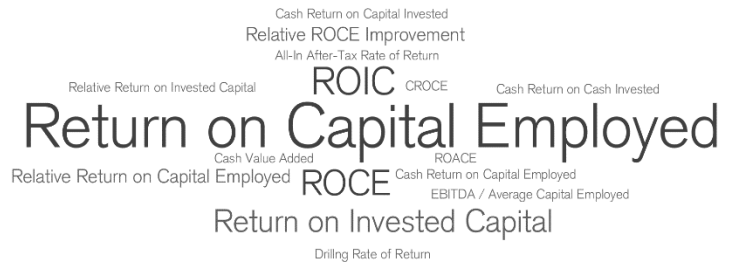 Cash Return on Capital Invested
Relative ROCE Improvement
All-In After-Tax Rate of Return
ROIC
CROCE
Relative Return on Invested Capital
Cash Return on Cash Invested
Return on Capital Employed
Cash Value Added
ROACE
Relative Return on Capital Employed
ROCE
Cash Return on Capital Employed
EBITDA / Average Capital Employed
Return on Invested Capital
Drillng Rate of Return